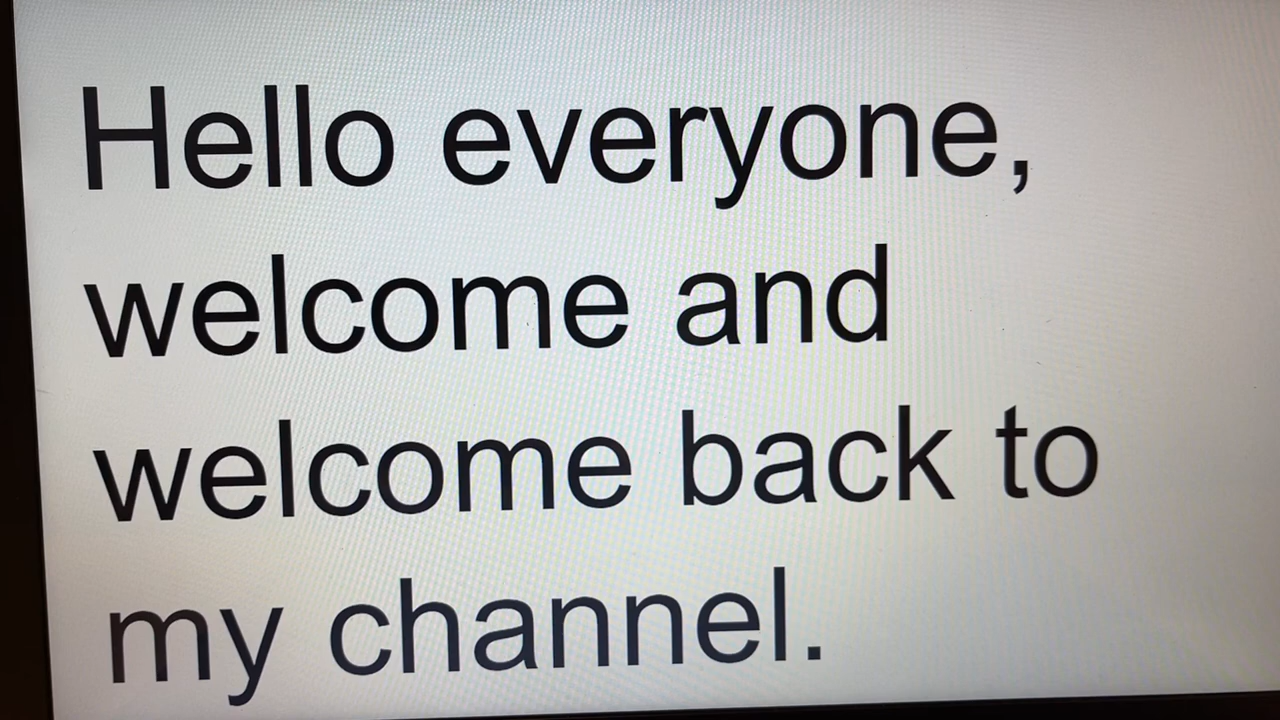 Hello everyone,
welcome and
welcome back to
my channel.